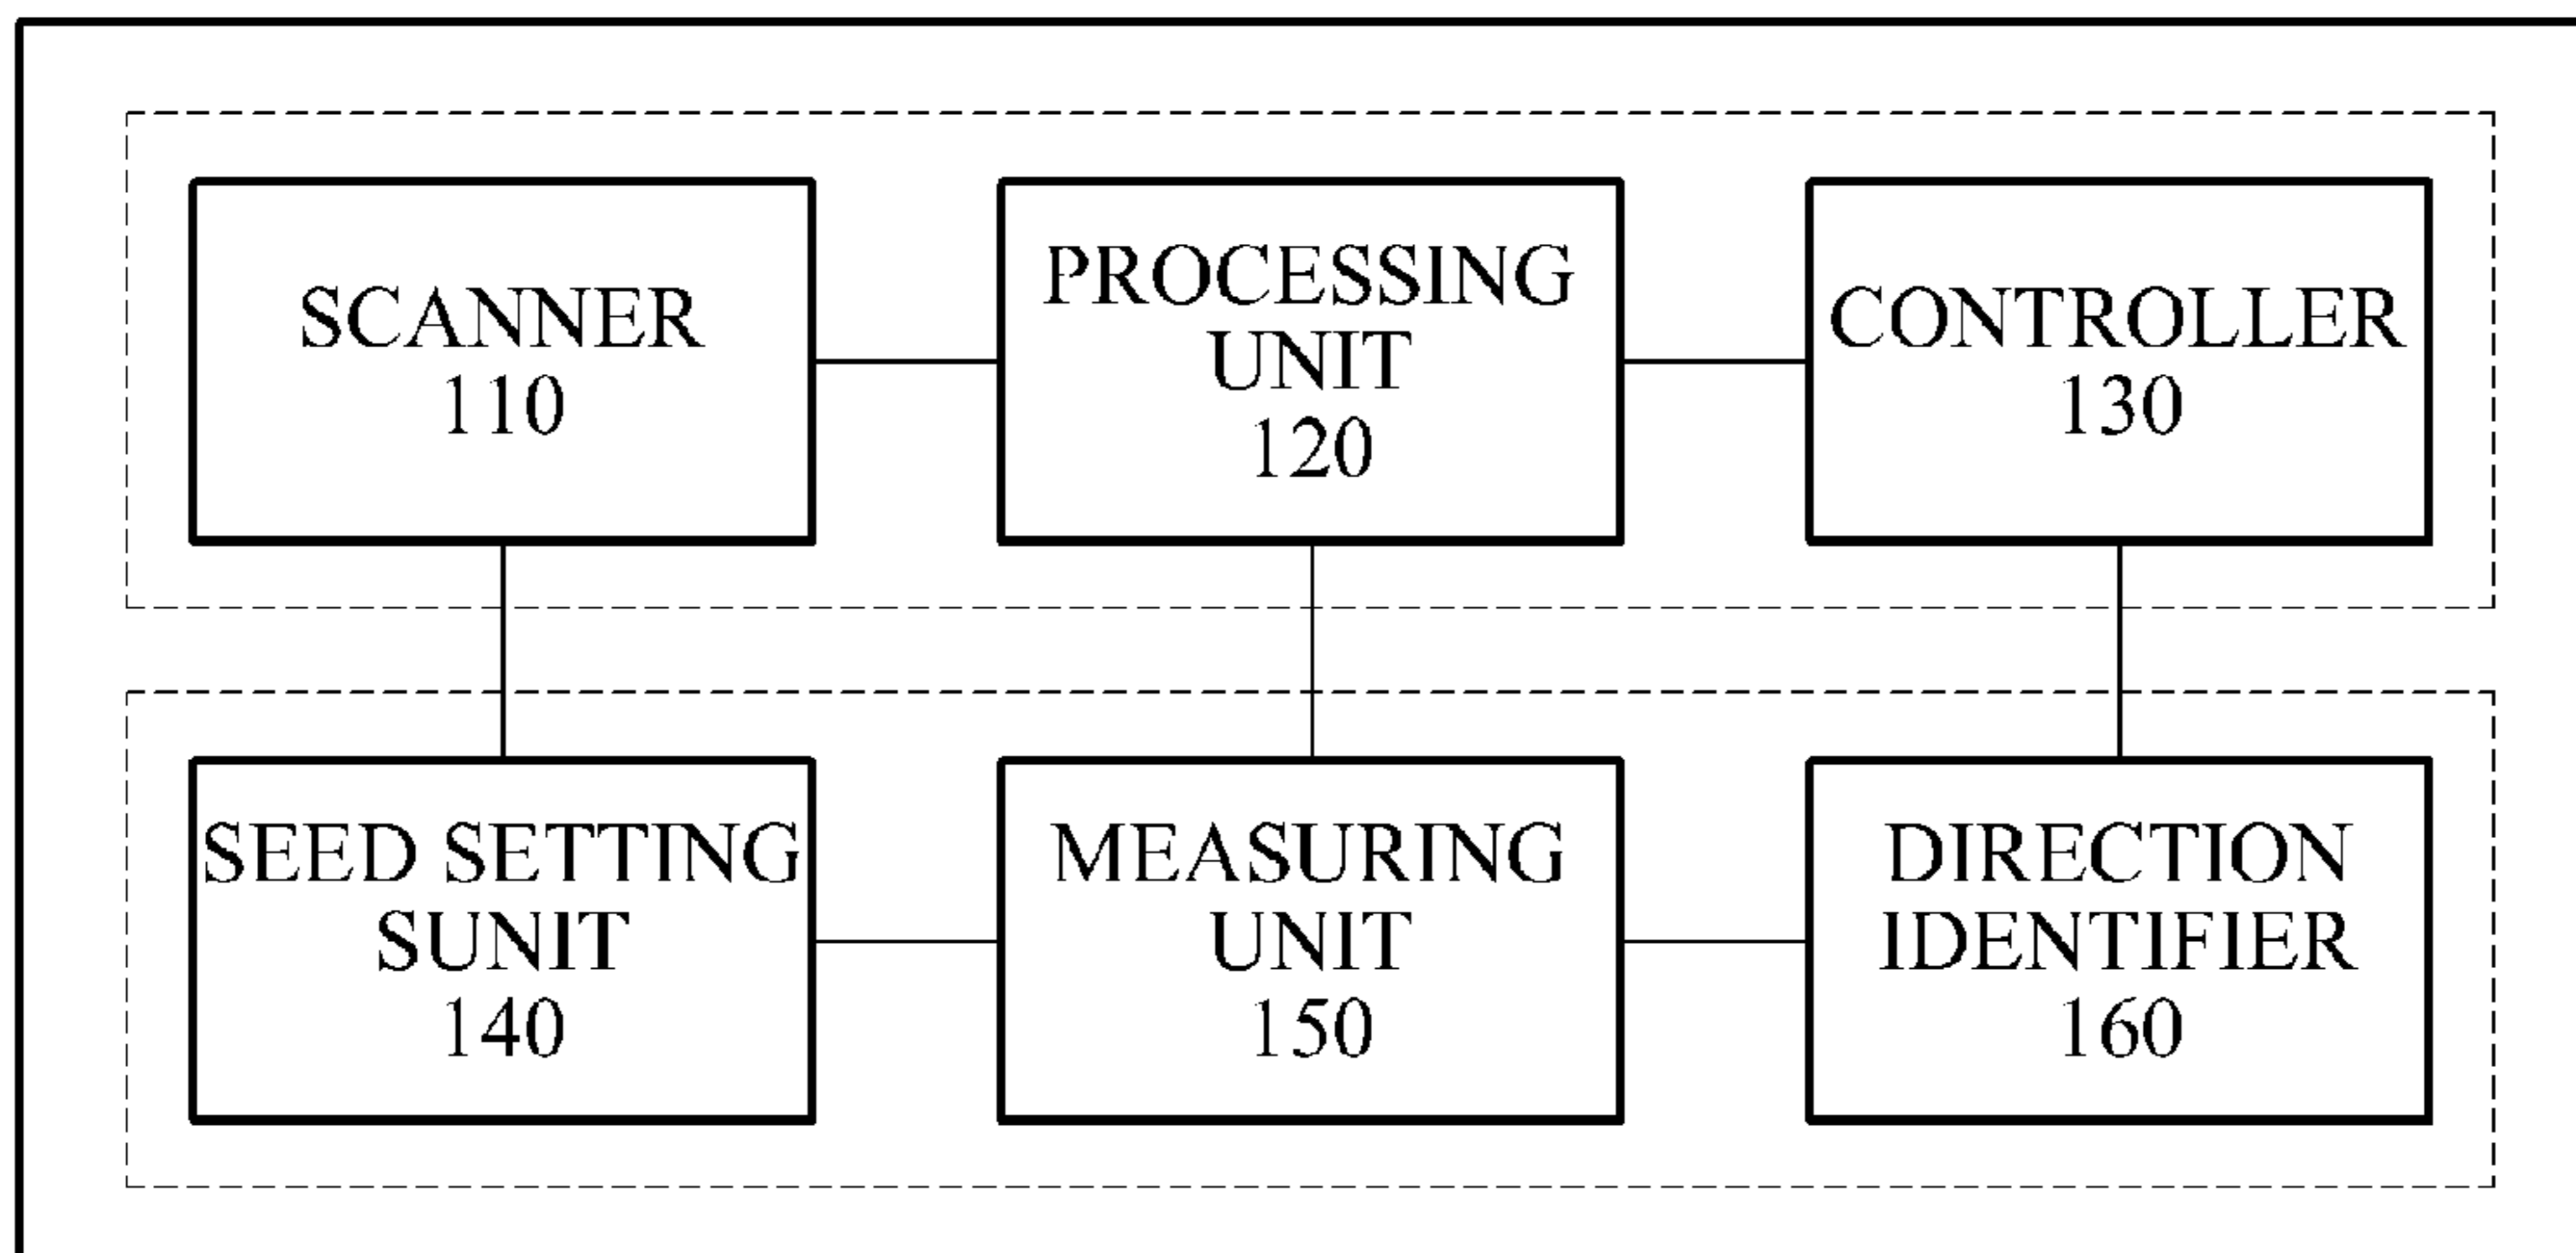 SCANNER
110
PROCESSING
UNIT
120
CONTROLLER
130
SEED SETTING
SUNIT
140
MEASURING
UNIT
150
DIRECTION
IDENTIFIER
160